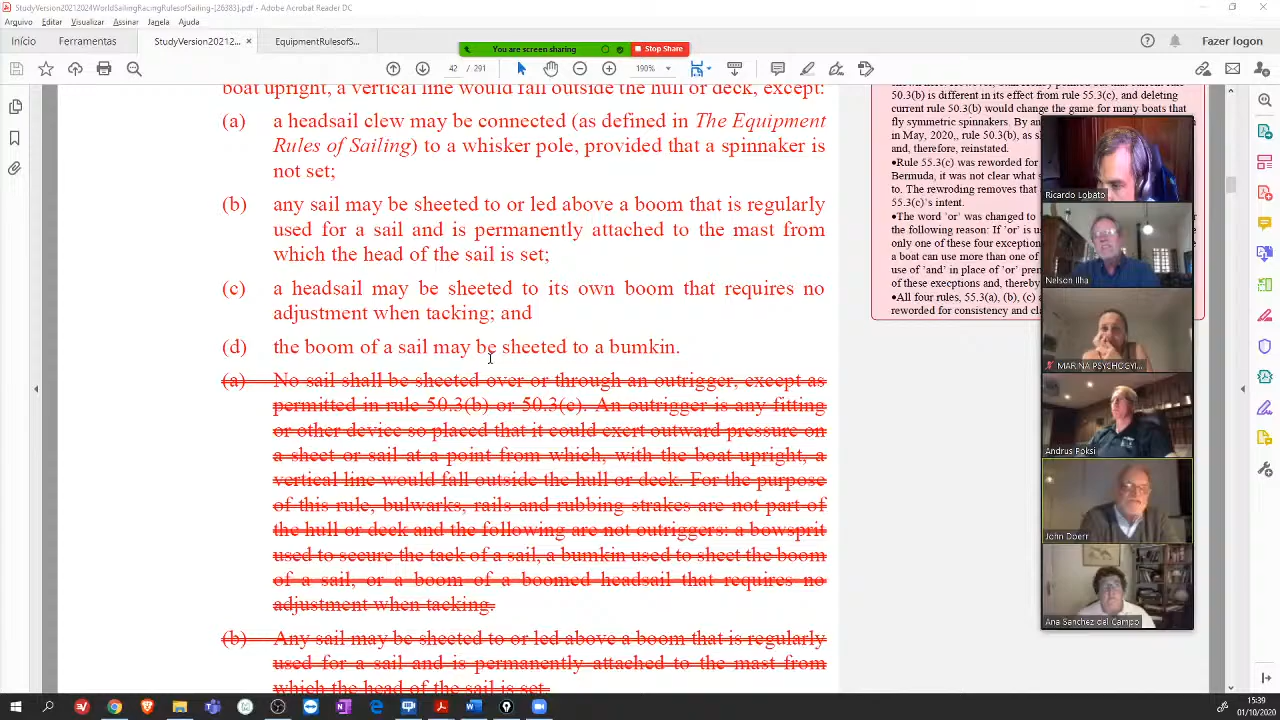 StudyVersion20212024WorldSailingRacingRulesofSailing-[26383].pdf - Adobe Acrobat Reader DC
Arquivo Editar Visualizar Assinar Janela Ajuda
Início Ferramentas StudyVersion20212... × EquipmentRulesofS... Fazer logon
You are screen sharing Stop Share
42 / 291 190%
boat upright, a vertical line would fall outside the hull or deck, except:
(a) a headsail clew may be connected (as defined in The Equipment
Rules of Sailing) to a whisker pole, provided that a spinnaker is
not set;
(b) any sail may be sheeted to or led above a boom that is regularly
used for a sail and is permanently attached to the mast from
which the head of the sail is set;
(c) a headsail may be sheeted to its own boom that requires no
adjustment when tacking; and
(d) the boom of a sail may be sheeted to a bumkin.
(a) No sail shall be sheeted over or through an outrigger, except as
permitted in rule 50.3(b) or 50.3(c). An outrigger is any fitting
or other device so placed that it could exert outward pressure on
a sheet or sail at a point from which, with the boat upright, a
vertical line would fall outside the hull or deck. For the purpose
of this rule, bulwarks, rails and rubbing strakes are not part of
the hull or deck and the following are not outriggers: a bowsprit
used to secure the tack of a sail, a bumkin used to sheet the boom
of a sail, or a boom of a boomed headsail that requires no
adjustment when tacking.
(b) Any sail may be sheeted to or led above a boom that is regularly
used for a sail and is permanently attached to the mast from
which the head of the sail is set.
50.3(b) is different in its effect from rule 55.3(c), and deleting
current rule 50.3(b) would change the game for many boats that
fly symmetric spinnakers. By an
in May, 2020,, rule 50.3(b), as s
and, therefore, reinstated.
•Rule 55.3(c) was reworded for
Bermuda, it was not clear what s
to. The rewroding removes that
55.3(c)'s intent.
•The word 'or' was changed to
the following reason: If 'or' is u
only one of these four exception
a boat can use more than one of
use of 'and' in place of 'or' pren
of these exceptions and, thereby
•All four rules, 55.3(a), (b), (c) a
reworded for consistency and cla
Ricardo Lobato
Nelson Ilha
MARINA PSYCHOGYI...
Andrus Poksi
John Doerr
Ana Sanchez del Campo
15:39
01/10/2020